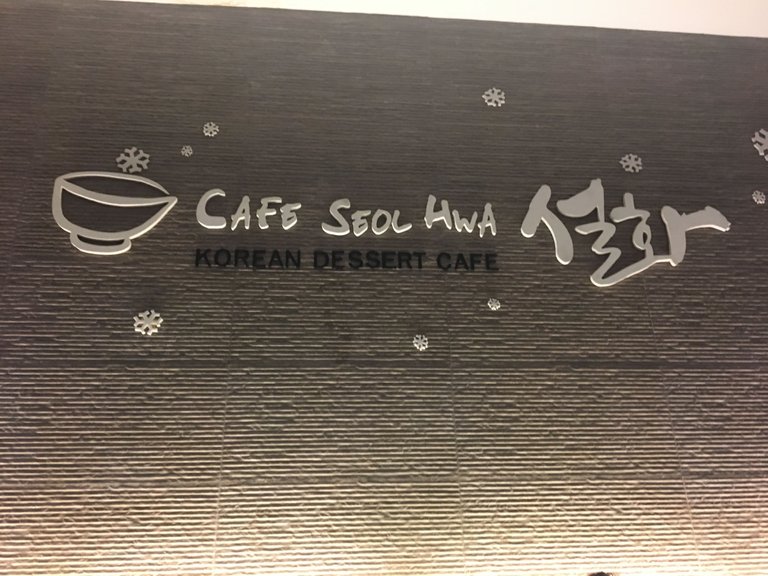 CAFE SEOL HWA 설화
KOREAN DESSERT CAFE